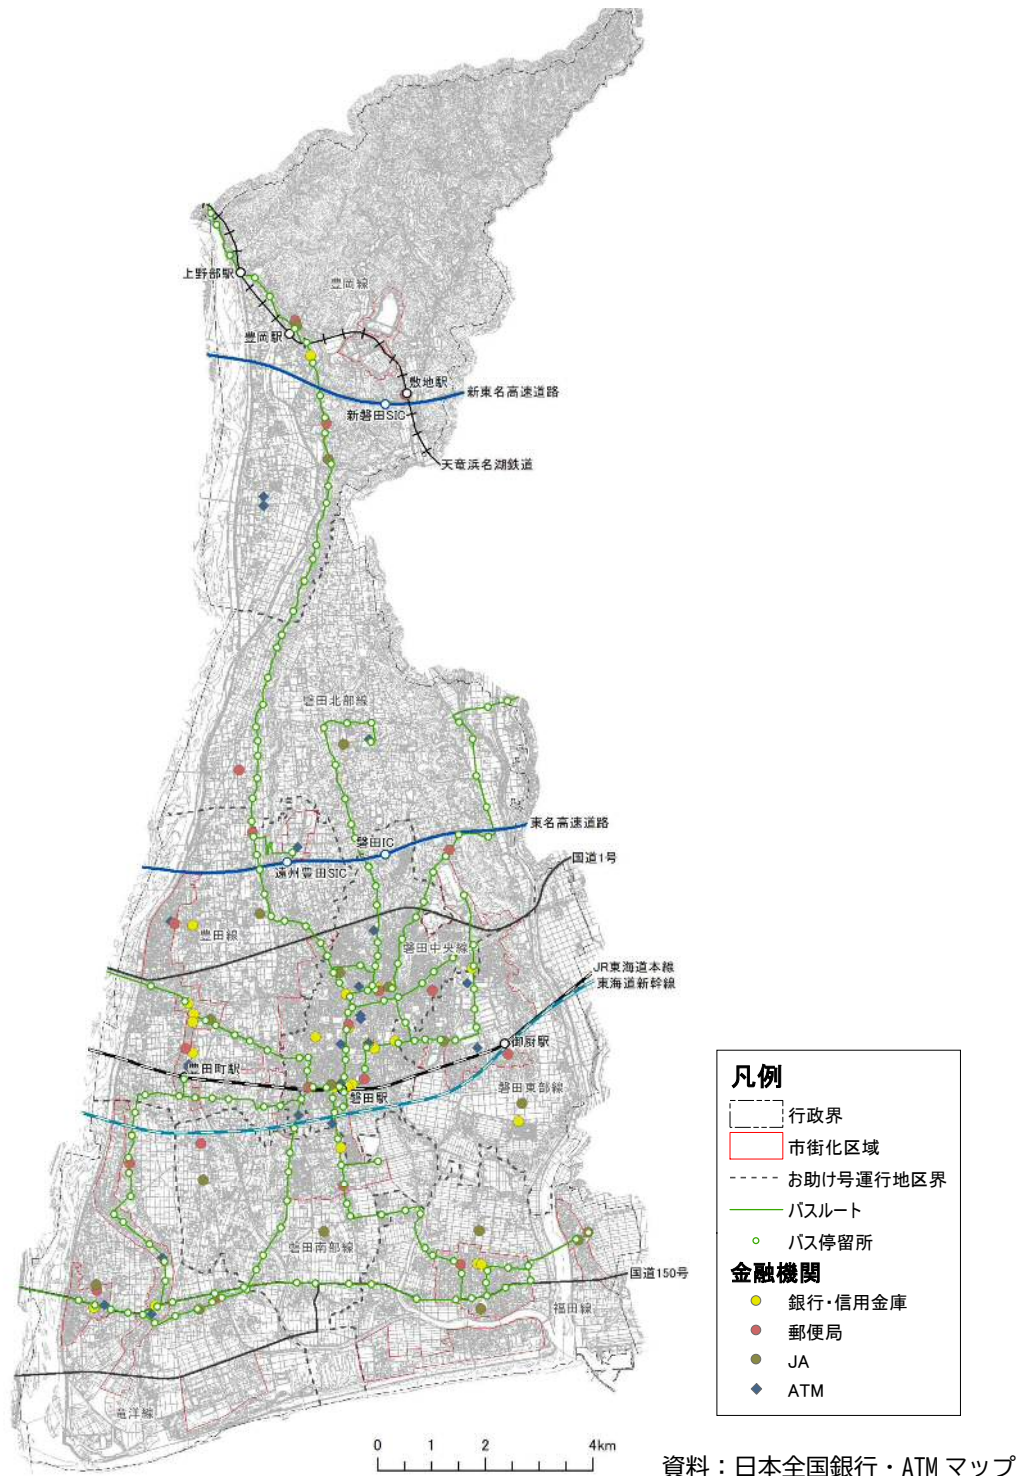 上野部駅
豊岡線
豊岡駅
敷地駅
新東名高速道路
新磐田SIC
天竜浜名湖鉄道
磐田北部線
東名高速道路
磐田IC
国道1号
遠州豊田SIC
豊田線
磐田中央線
JR東海道本線
東海道新幹線
御厨駅
豊田町駅
磐田駅
磐田東部線
磐田南部線
国道150号
福田線
竜洋線
凡例
行政界
市街化区域
お助け号運行地区界
バスルート
バス停留所
金融機関
銀行・信用金庫
郵便局
JA
ATM
0 1 2 4km
資料：日本全国銀行・ATM マップ